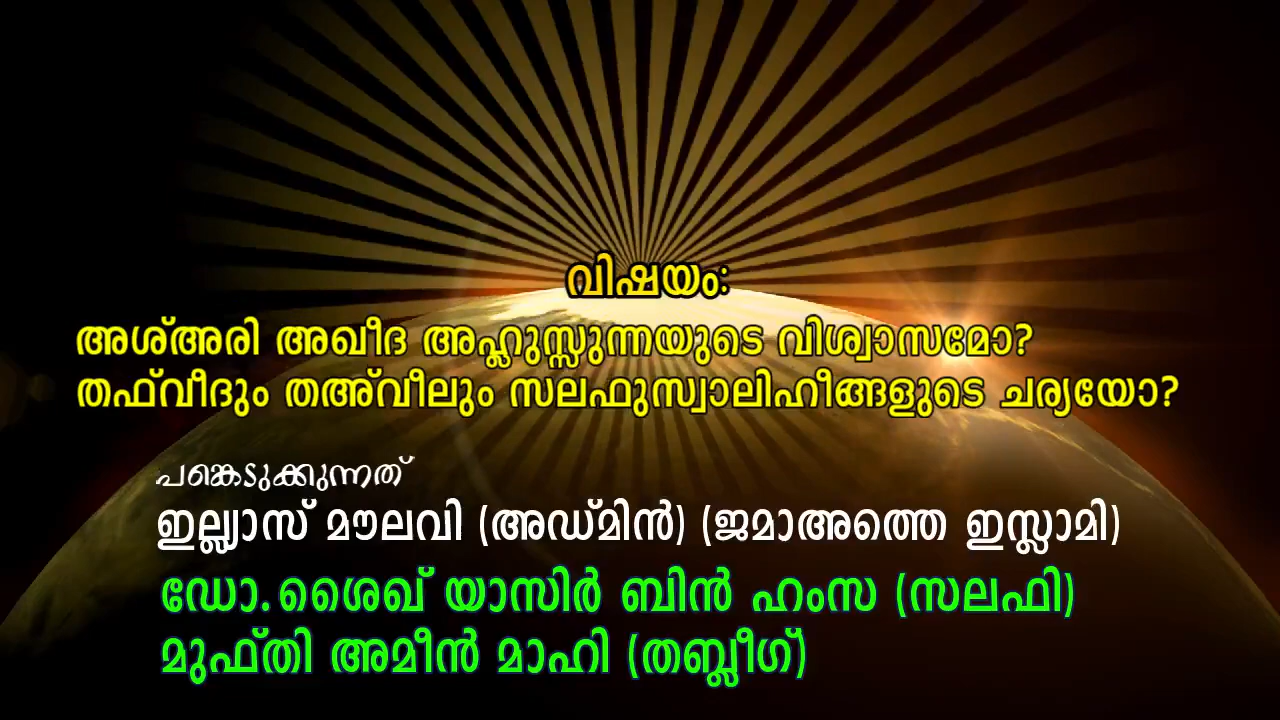 വിഷയം:
അശ്അരി അഖീദ അഹ്ലുസ്സുന്നയുടെ വിശ്വാസമോ?
തഫ്‌വീദും തഅ്‌വീലും സലഫുസ്വാലിഹീങ്ങളുടെ ചര്യയോ?
പങ്കെടുക്കുന്നത്
ഇല്ല്യാസ് മൗലവി (അഡ്മിൻ) (ജമാഅത്തെ ഇസ്ലാമി)
ഡോ. ശൈഖ് യാസിർ ബിൻ ഹംസ (സലഫി)
മുഫ്തി അമീൻ മാഹി (തബ്ലീഗ്)